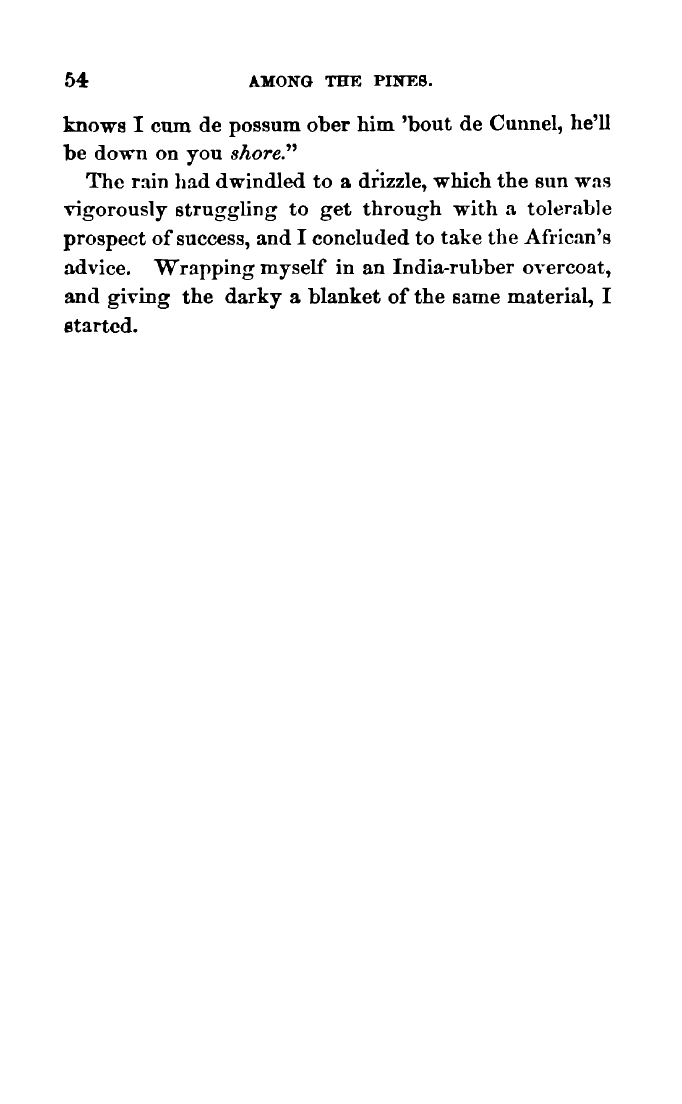 54 AMONG THE PINES.
knows I cum de possum ober him 'bout de Cunnel, he'll
be down on you shore."
The rain had dwindled to a drizzle, which the sun was
vigorously struggling to get through with a tolerable
prospect of success, and I concluded to take the African's
advice. Wrapping myself in an India-rubber overcoat,
and giving the darky a blanket of the same material, I
started.